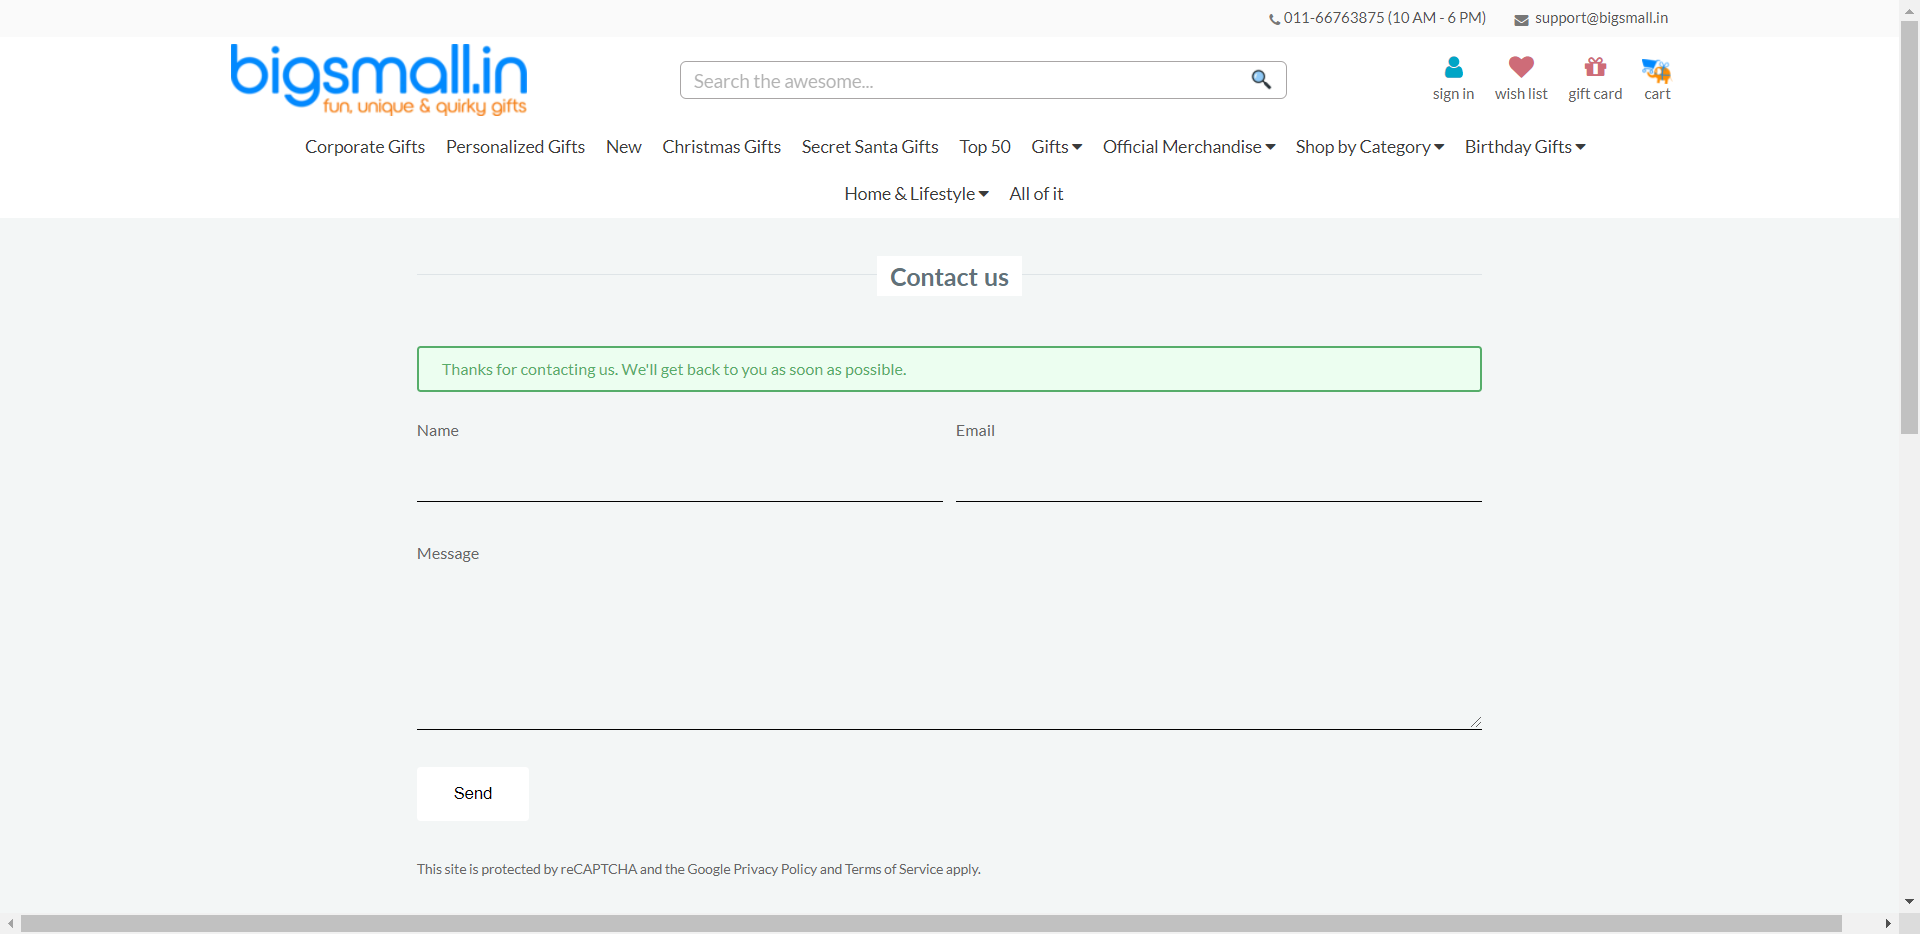 011-66763875 (10 AM - 6 PM) support@bigsmall.in
bigsmall.in
fun, unique & quirky gifts
Search the awesome...
sign in wish list gift card cart
Corporate Gifts Personalized Gifts New Christmas Gifts Secret Santa Gifts Top 50 Gifts Official Merchandise Shop by Category Birthday Gifts
Home & Lifestyle All of it
Contact us
Thanks for contacting us. We'll get back to you as soon as possible.
Name Email
Message
Send
This site is protected by reCAPTCHA and the Google Privacy Policy and Terms of Service apply.